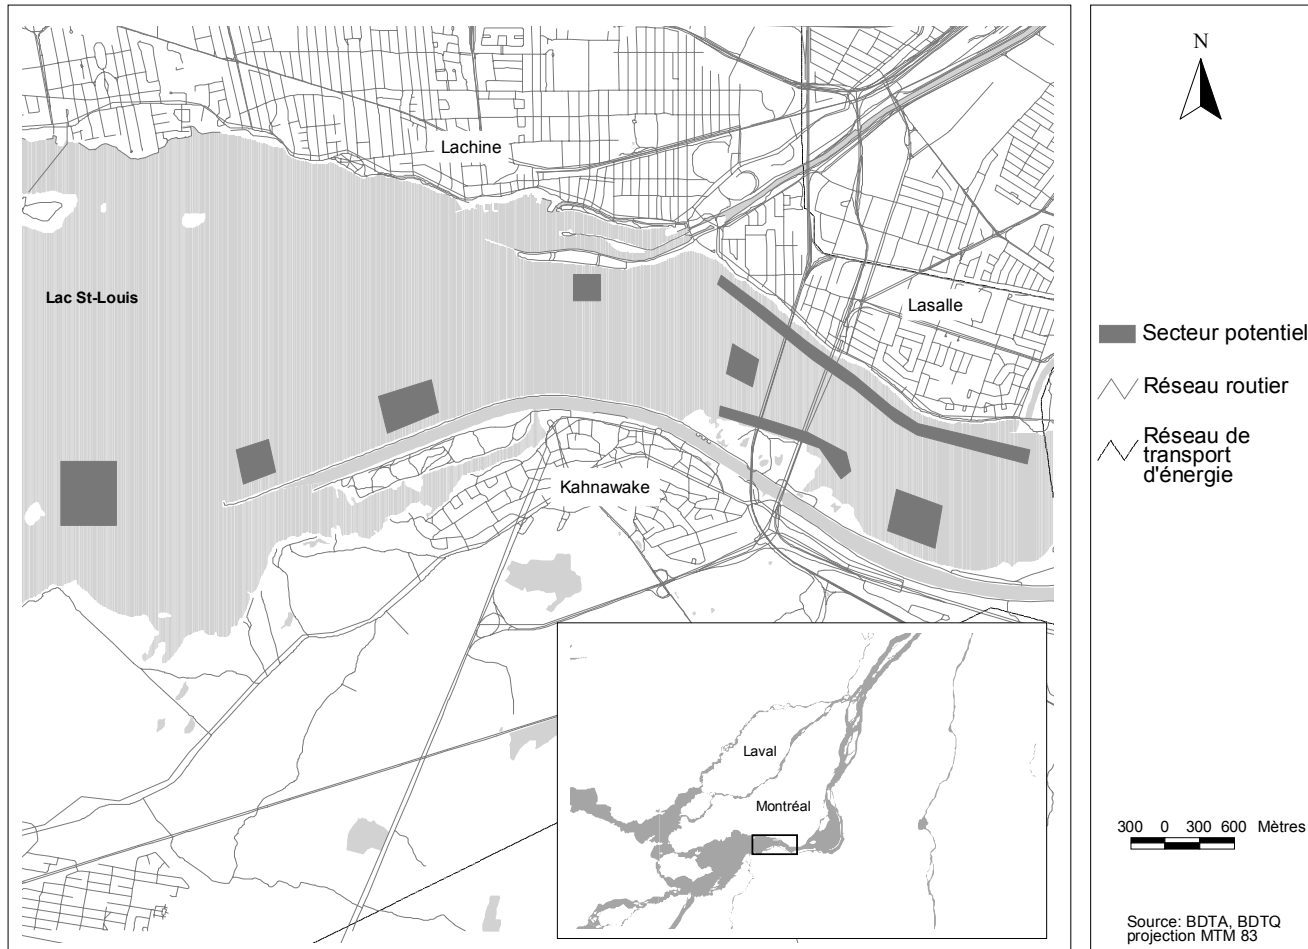 Lachine
Lac St-Louis
Lasalle
Kahnawake
Laval
Montréal
N
Secteur potentiel
Réseau routier
Réseau de
transport
d'énergie
300 0 300 600 Mètres
Source: BDTA, BDTQ
projection MTM 83